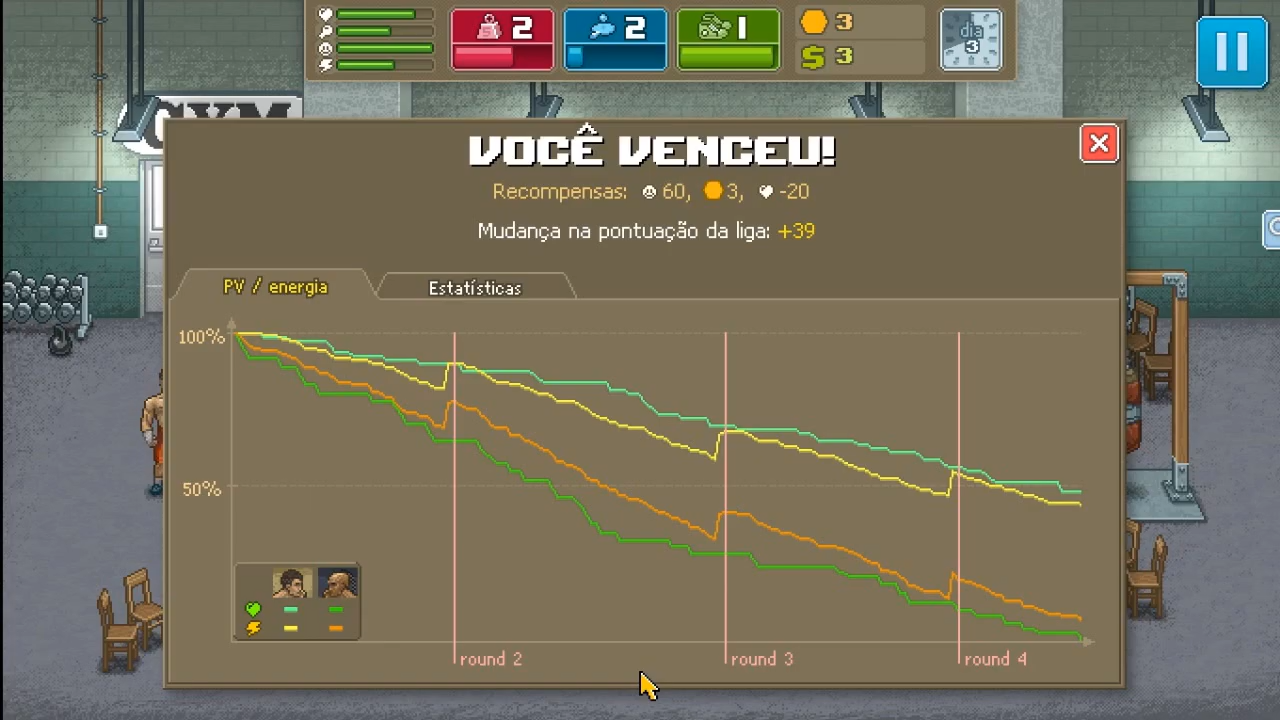 2
2
1
3
3
dia
3
GYM
VOCÊ VENCEU!
Recompensas: 60, 3, -20
Mudança na pontuação da liga: +39
PV / energia
Estatísticas
100%
50%
round 2
round 3
round 4